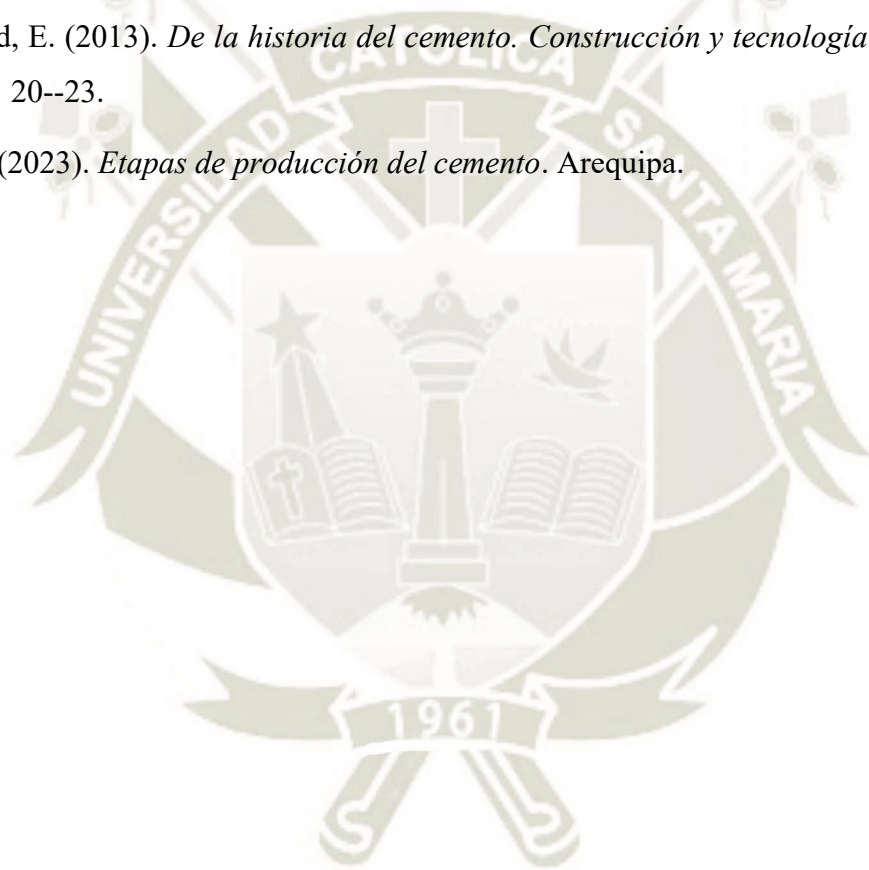 d, E. (2013). De la historia del cemento. Construcción y tecnología
20--23.
(2023). Etapas de producción del cemento. Arequipa.
UNIVERSIDAD CATOLICA SANTA MARIA
1961